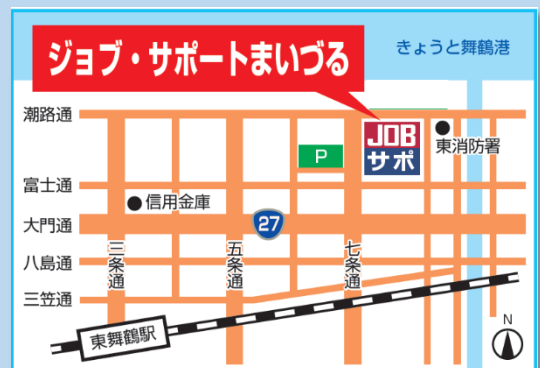 ジョブ・サポートまいづる
きょうと舞鶴港
潮路通
JOB
サポ
東消防署
P
富士通
信用金庫
大門通
27
八島通
三条通
五条通
七条通
三笠通
東舞鶴駅
N